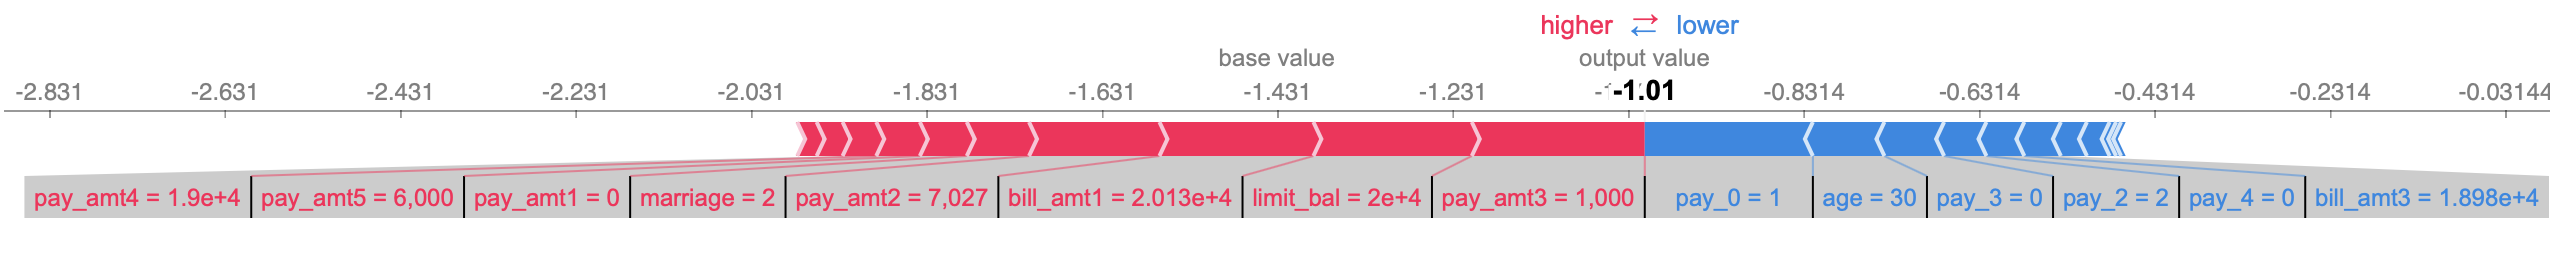 higher lower
base value output value
-2.831 -2.631 -2.431 -2.231 -2.031 -1.831 -1.631 -1.431 -1.231 -1.01 -0.8314 -0.6314 -0.4314 -0.2314 -0.03144
pay_amt4 = 1.9e+4 pay_amt5 = 6,000 pay_amt1 = 0 marriage = 2 pay_amt2 = 7,027 bill_amt1 = 2.013e+4 limit_bal = 2e+4 pay_amt3 = 1,000 pay_0 = 1 age = 30 pay_3 = 0 pay_2 = 2 pay_4 = 0 bill_amt3 = 1.898e+4